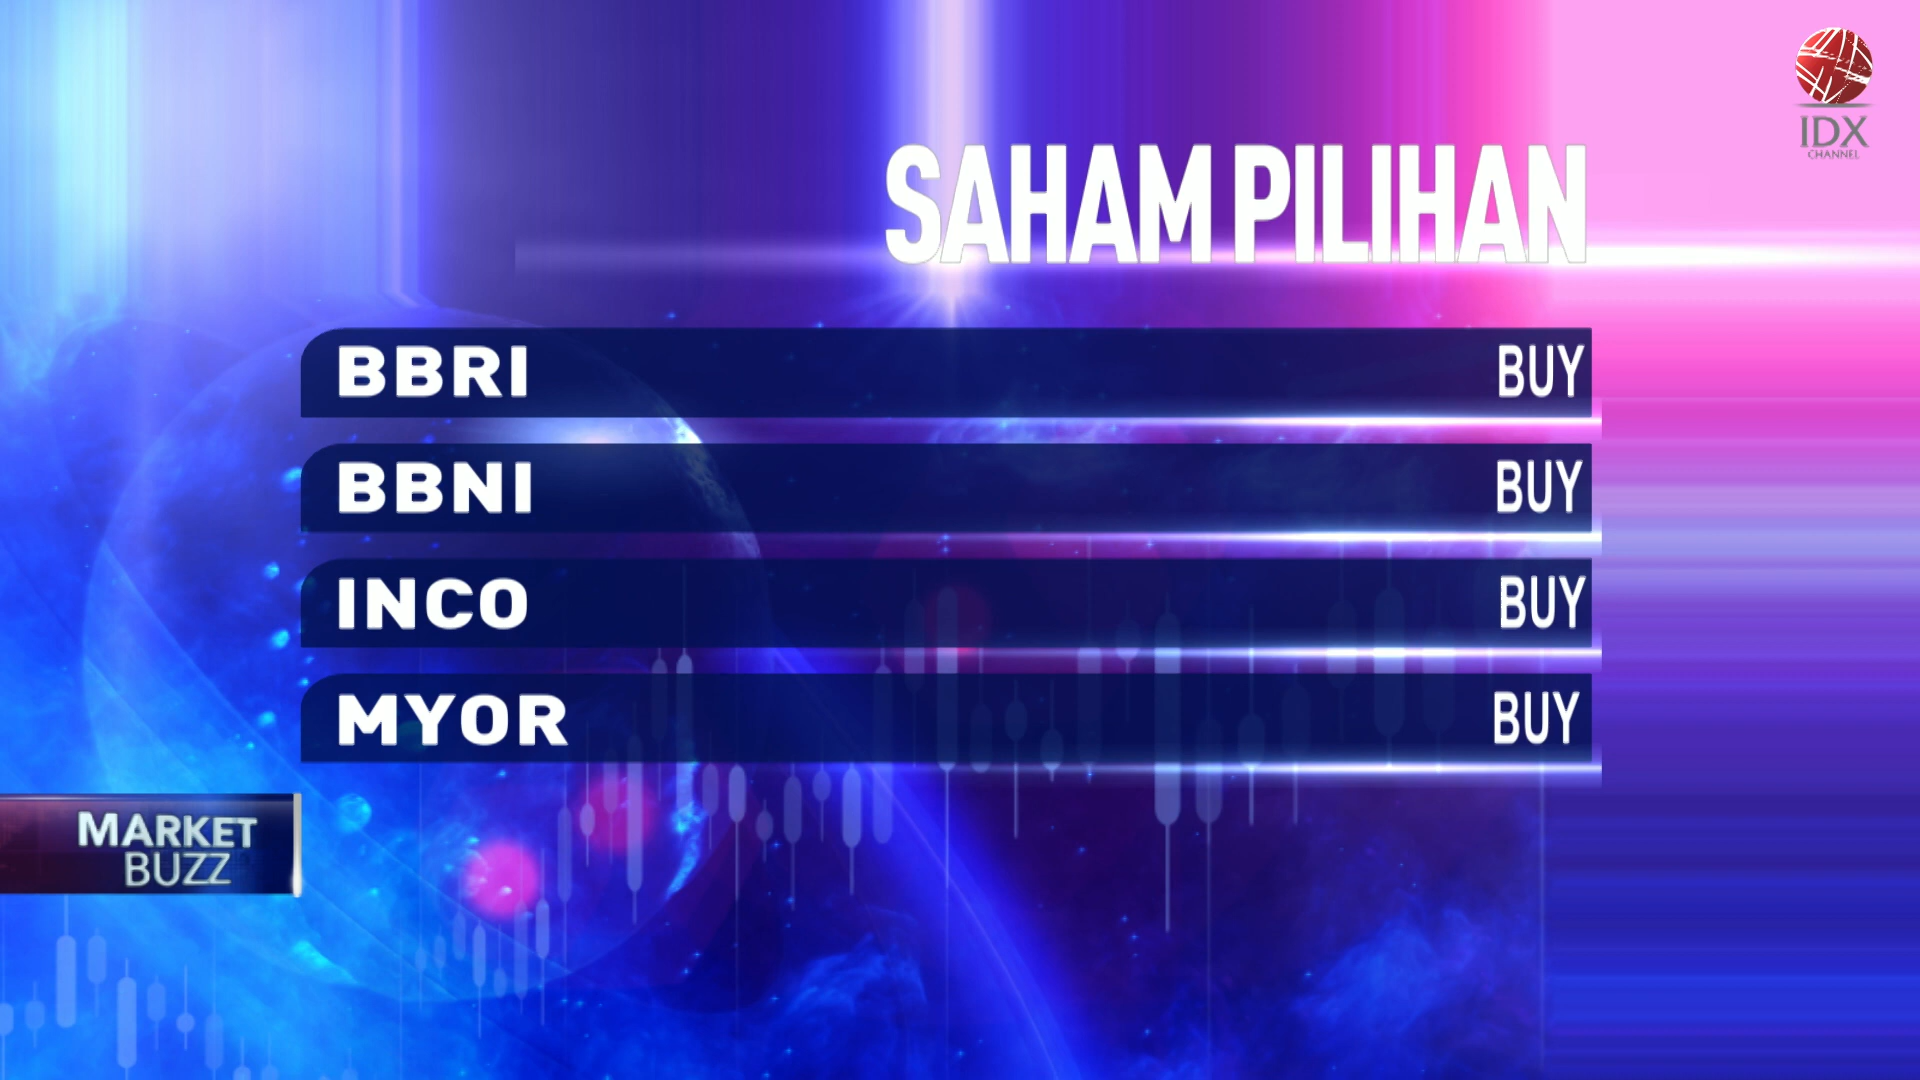 IDX
CHANNEL
SAHAM PILIHAN
BBRI BUY
BBNI BUY
INCO BUY
MYOR BUY
MARKET
BUZZ